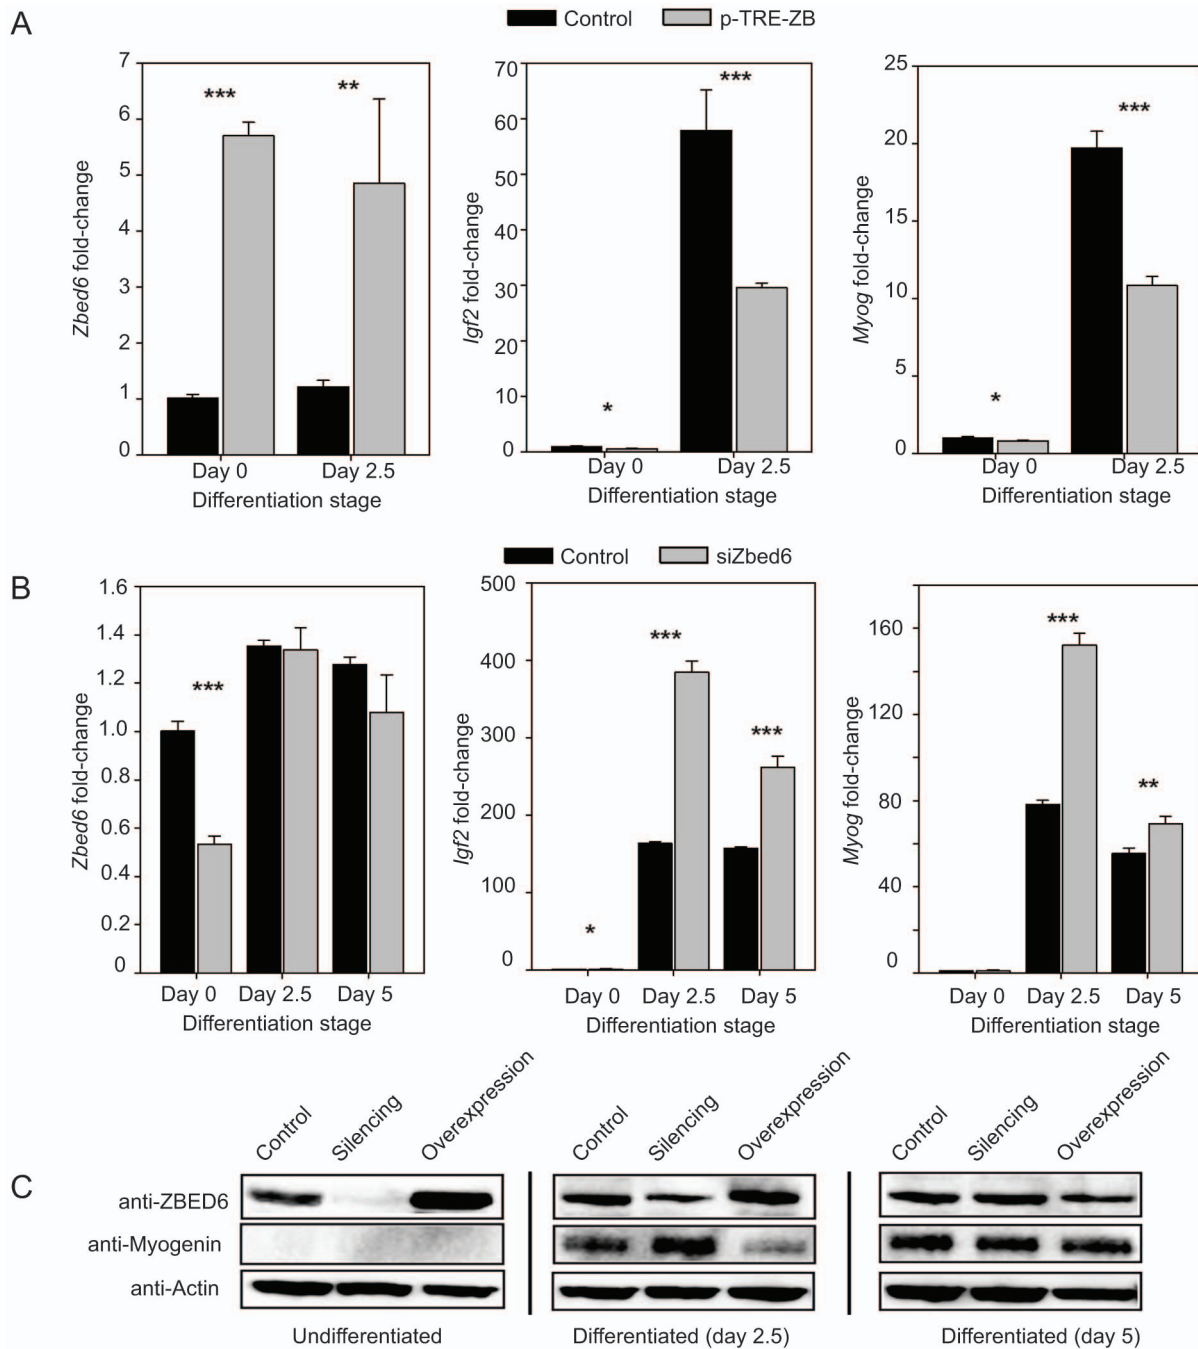 A
Control p-TRE-ZB
Zbed6 fold-change
7
6
5
4
3
2
1
0
***
**
Day 0 Day 2.5
Differentiation stage
Igf2 fold-change
70
60
50
40
30
20
10
0
*
***
Day 0 Day 2.5
Differentiation stage
Myog fold-change
25
20
15
10
5
0
*
***
Day 0 Day 2.5
Differentiation stage
B
Control siZbed6
Zbed6 fold-change
1.6
1.4
1.2
1.0
0.8
0.6
0.4
0.2
0
***
Day 0 Day 2.5 Day 5
Differentiation stage
Igf2 fold-change
500
400
300
200
100
0
*
***
***
Day 0 Day 2.5 Day 5
Differentiation stage
Myog fold-change
160
120
80
40
0
***
**
Day 0 Day 2.5 Day 5
Differentiation stage
C
Control Silencing Overexpression
Control Silencing Overexpression
Control Silencing Overexpression
anti-ZBED6
anti-Myogenin
anti-Actin
Undifferentiated
Differentiated (day 2.5)
Differentiated (day 5)